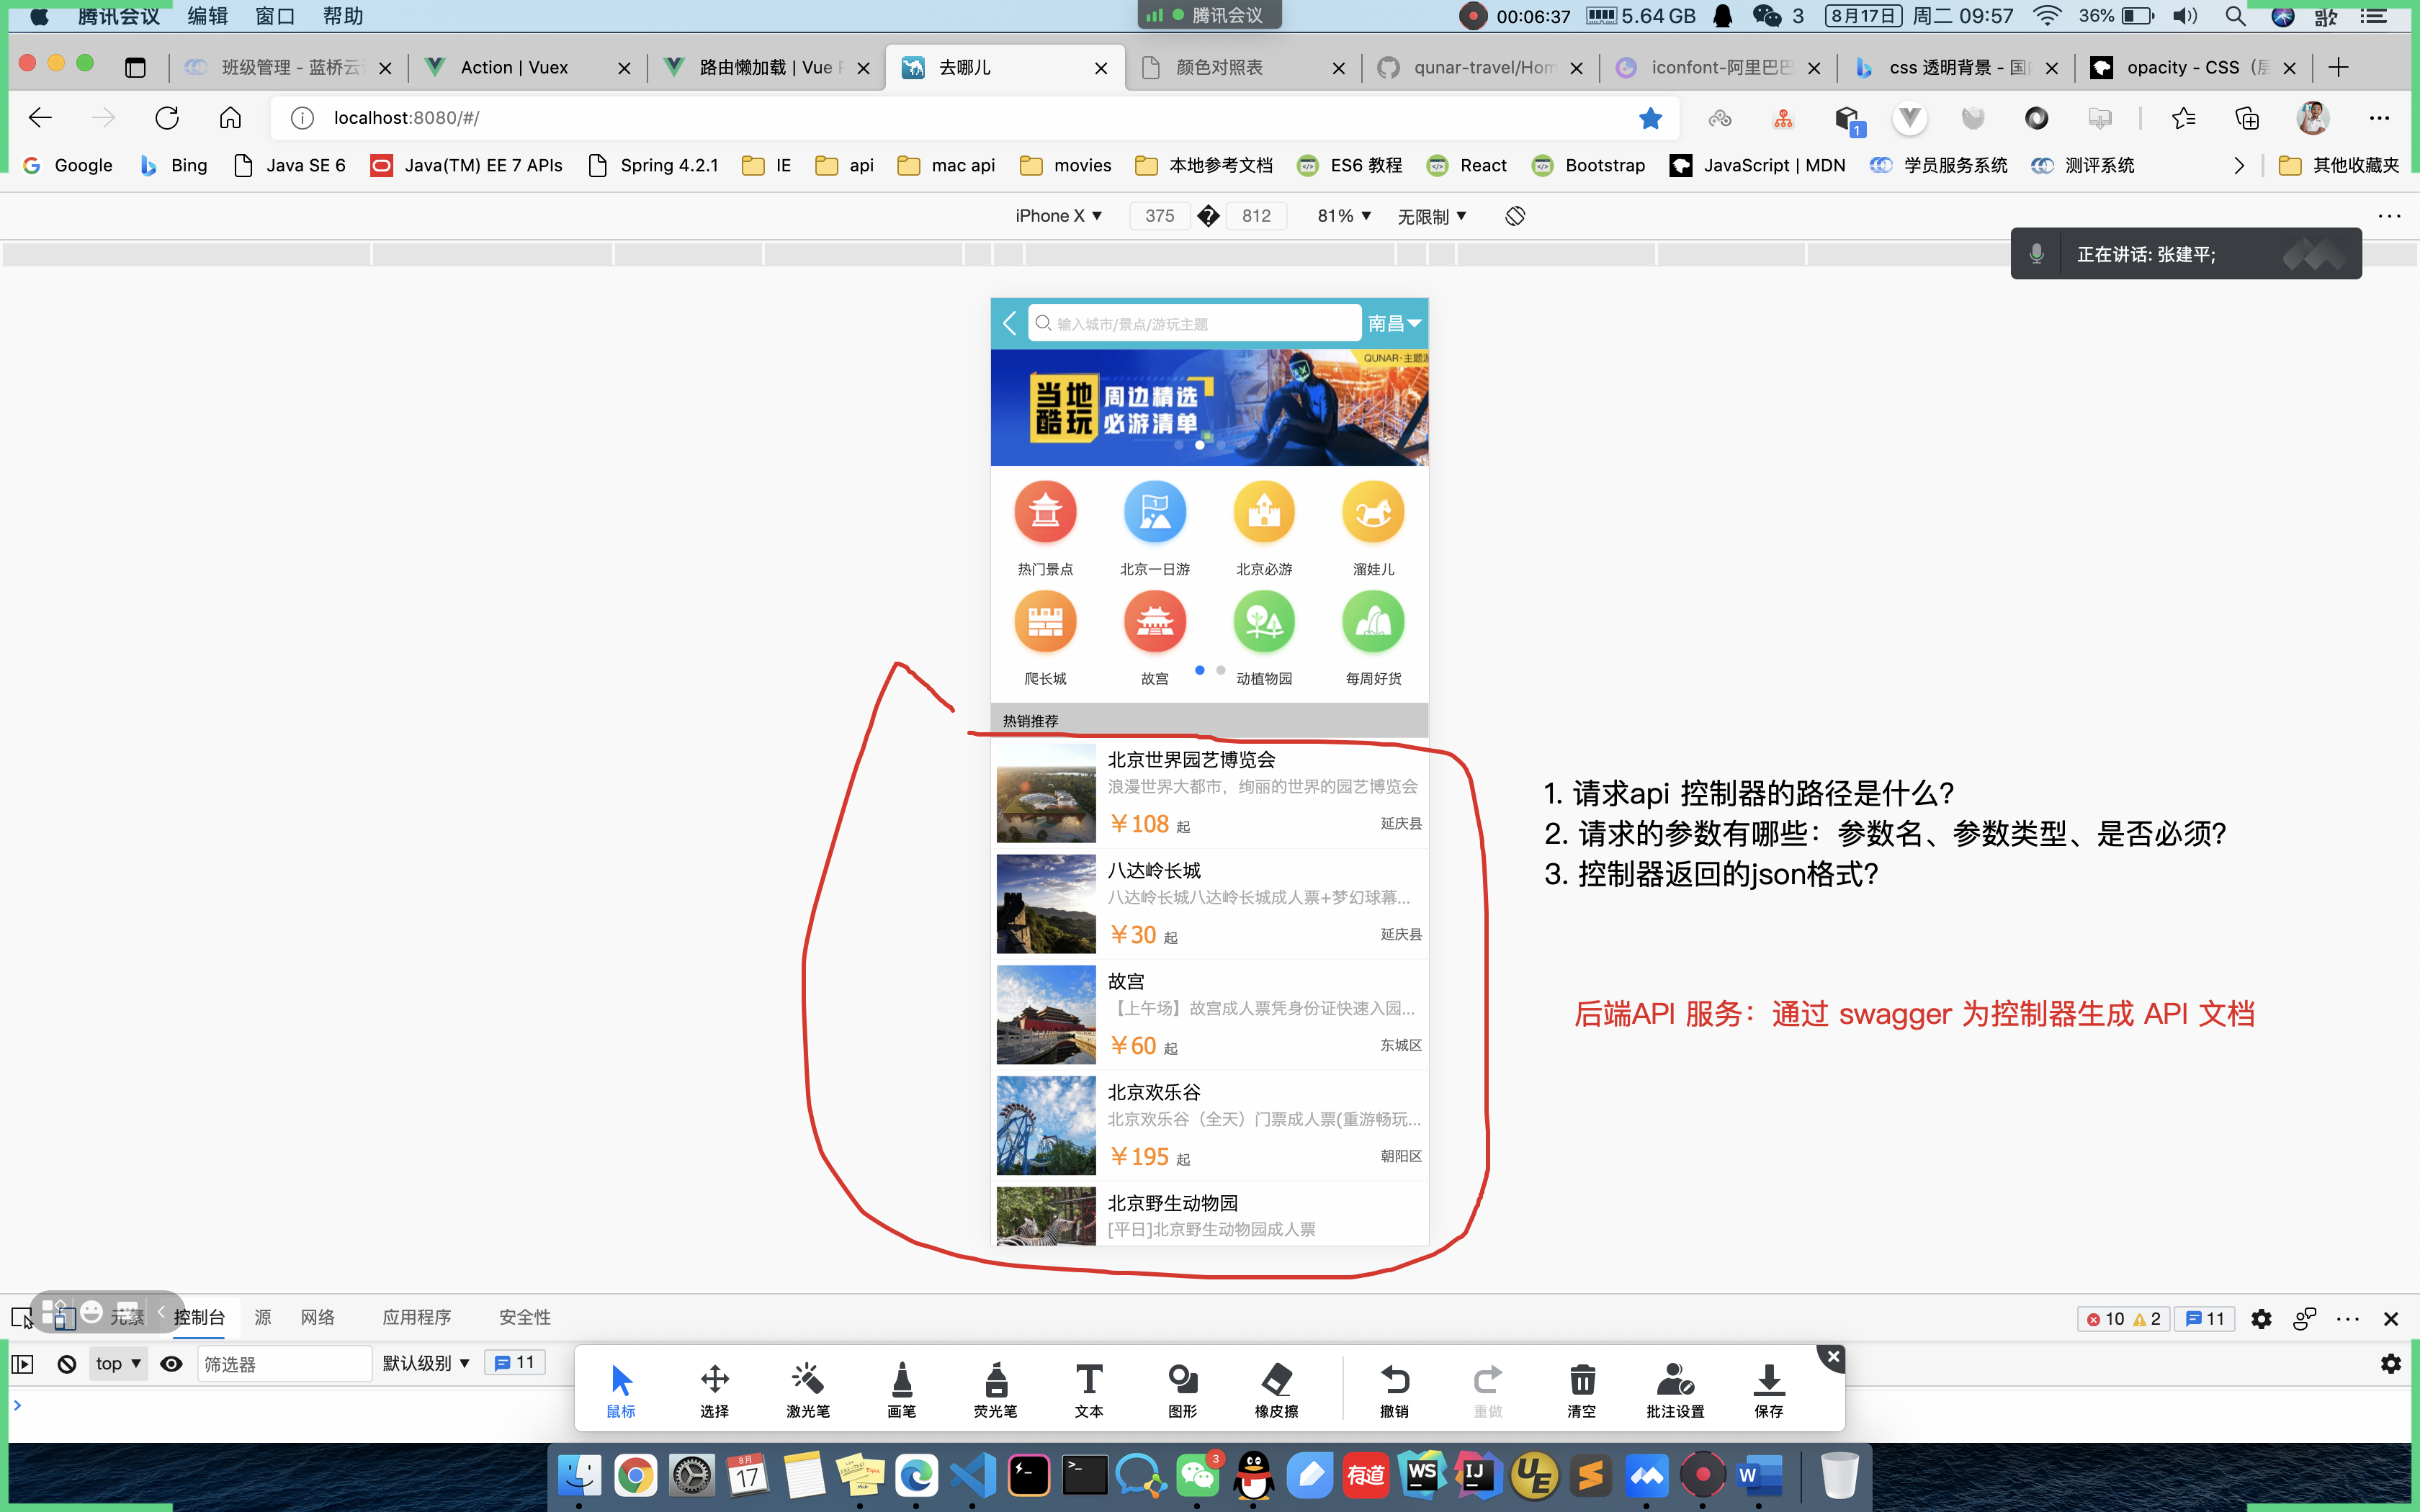 腾讯会议 编辑 窗口 帮助
腾讯会议
00:06:37 5.64 GB 3 8月17日 周二 09:57 36%
班级管理 - 蓝桥云 Action | Vuex 路由懒加载 | Vue 去哪儿 颜色对照表 qunar-travel/Hom iconfont-阿里巴巴 css 透明背景 - 国 opacity - CSS
localhost:8080/#/
1
Google Bing Java SE 6 Java(TM) EE 7 APIs Spring 4.2.1 IE api mac api movies 本地参考文档 ES6 教程 React Bootstrap JavaScript | MDN 学员服务系统 测评系统 其他收藏夹
iPhone X 375 812 81% 无限制
正在讲话: 张建平;
输入城市/景点/游玩主题 南昌
QUNAR·主题游
当地 周边精选
酷玩 必游清单
热门景点 北京一日游 北京必游 溜娃儿
爬长城 故宫 动植物园 每周好货
热销推荐
北京世界园艺博览会
浪漫世界大都市，绚丽的世界的园艺博览会
￥108 起 延庆县
八达岭长城
八达岭长城八达岭长城成人票+梦幻球幕...
￥30 起 延庆县
故宫
【上午场】故宫成人票凭身份证快速入园...
￥60 起 东城区
北京欢乐谷
北京欢乐谷（全天）门票成人票(重游畅玩...
￥195 起 朝阳区
北京野生动物园
[平日]北京野生动物园成人票
1. 请求api 控制器的路径是什么？
2. 请求的参数有哪些：参数名、参数类型、是否必须？
3. 控制器返回的json格式？
后端API 服务：通过 swagger 为控制器生成 API 文档
元素 控制台 源 网络 应用程序 安全性 10 2 11
top 筛选器 默认级别 11
鼠标 选择 激光笔 画笔 荧光笔 文本 图形 橡皮擦 撤销 重做 清空 批注设置 保存
8月
17
3
有道 WS IJ UE W